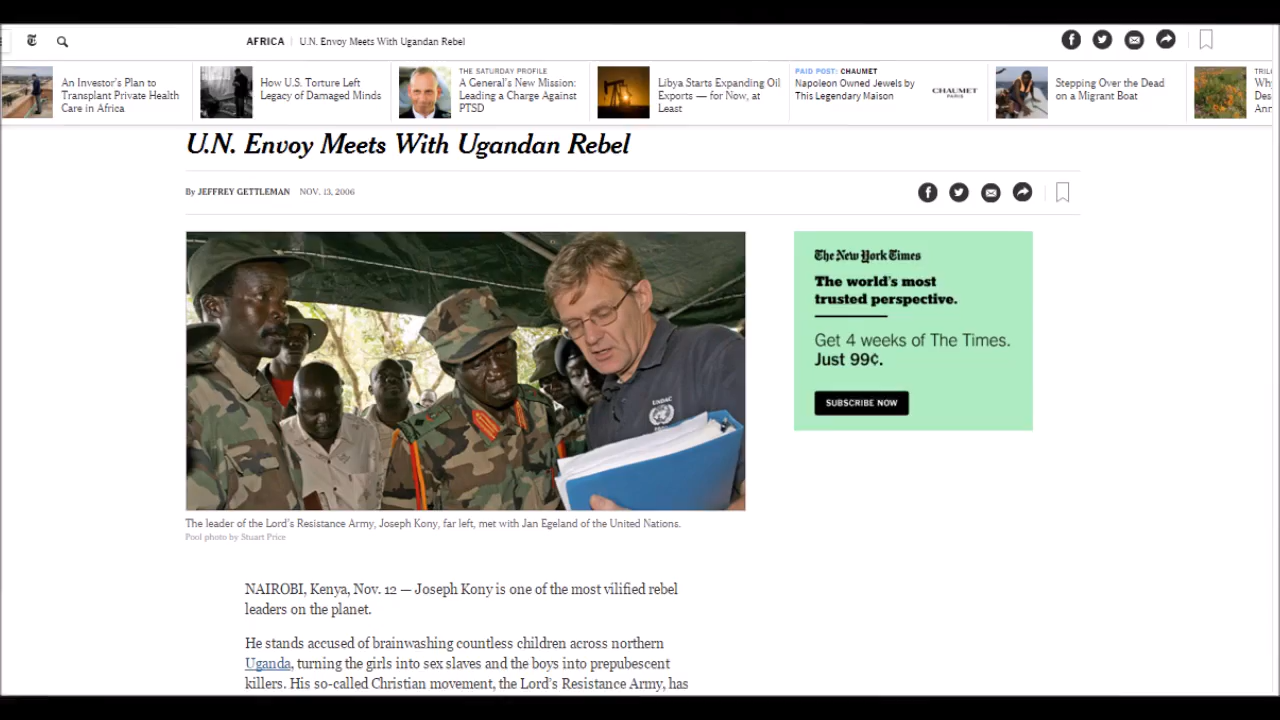 AFRICA | U.N. Envoy Meets With Ugandan Rebel
An Investor's Plan to
Transplant Private Health
Care in Africa
How U.S. Torture Left
Legacy of Damaged Minds
THE SATURDAY PROFILE
A General's New Mission:
Leading a Charge Against
PTSD
Libya Starts Expanding Oil
Exports — for Now, at
Least
PAID POST: CHAUMET
Napoleon Owned Jewels by
This Legendary Maison
CHAUMET
PARIS
Stepping Over the Dead
on a Migrant Boat
U.N. Envoy Meets With Ugandan Rebel
By JEFFREY GETTLEMAN NOV. 13, 2006
UNDAC
The New York Times
The world's most
trusted perspective.
Get 4 weeks of The Times.
Just 99¢.
SUBSCRIBE NOW
The leader of the Lord's Resistance Army, Joseph Kony, far left, met with Jan Egeland of the United Nations.
Pool photo by Stuart Price
NAIROBI, Kenya, Nov. 12 — Joseph Kony is one of the most vilified rebel
leaders on the planet.
He stands accused of brainwashing countless children across northern
Uganda, turning the girls into sex slaves and the boys into prepubescent
killers. His so-called Christian movement, the Lord's Resistance Army, has